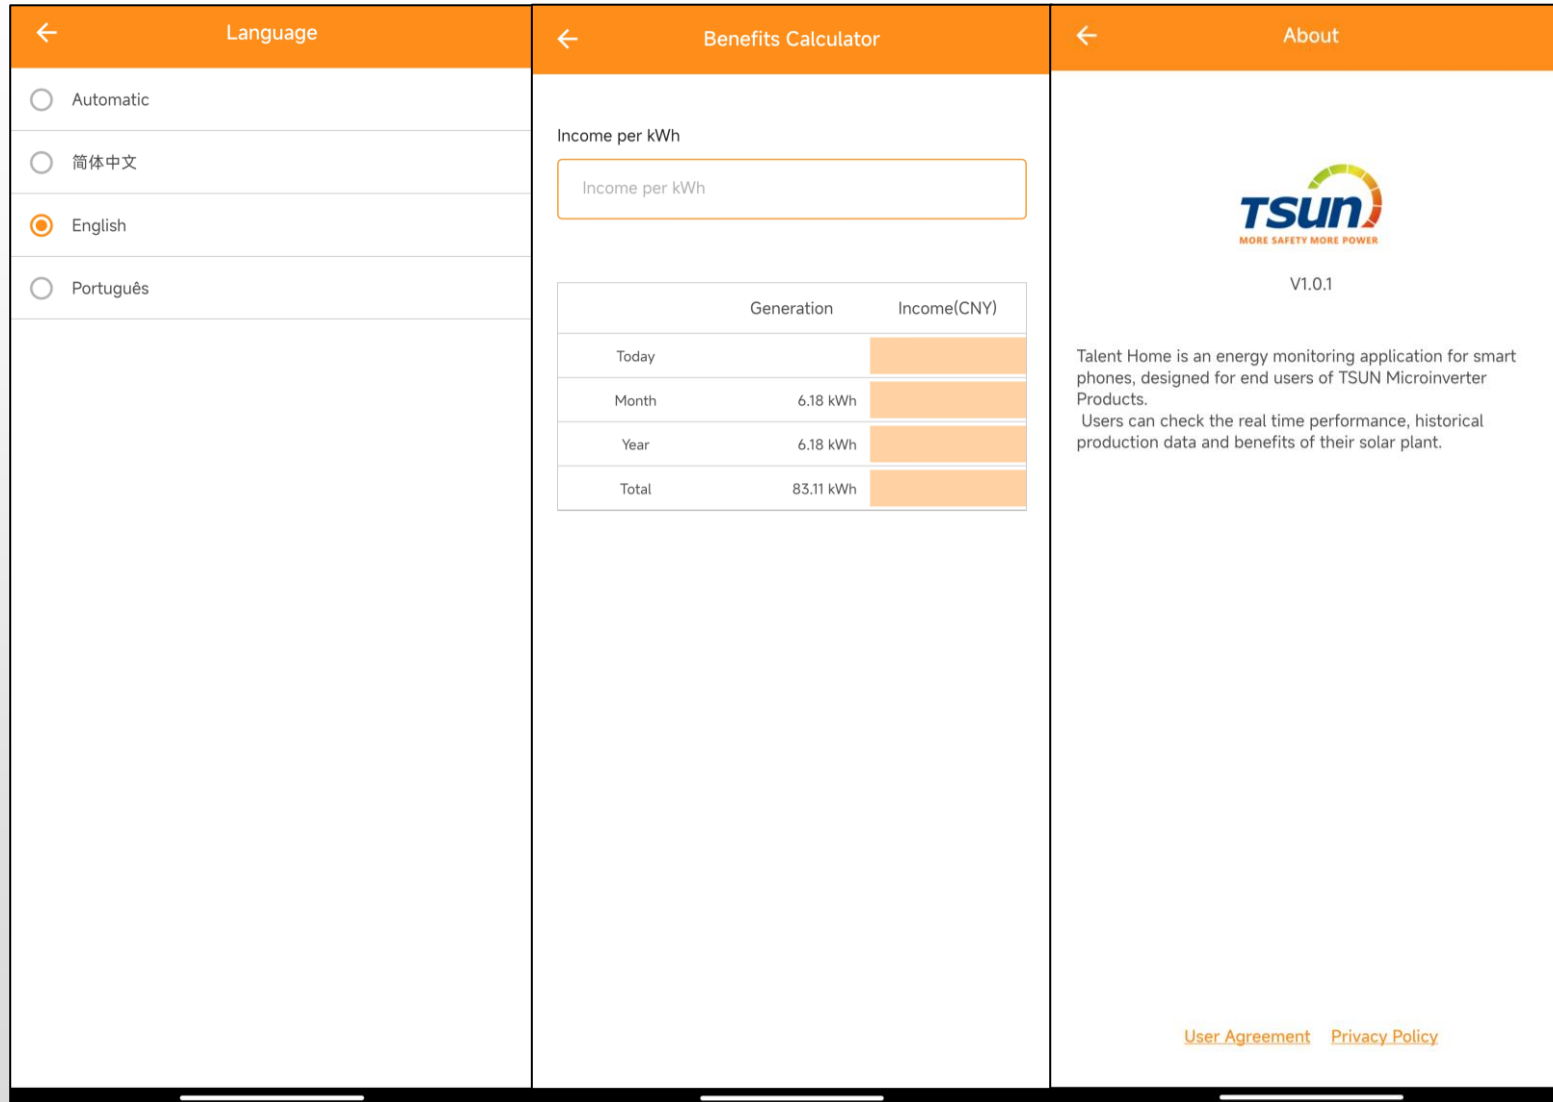 Language
Automatic
简体中文
English
Português
Benefits Calculator
Income per kWh
Income per kWh
Generation Income(CNY)
Today
Month 6.18 kWh
Year 6.18 kWh
Total 83.11 kWh
About
TSUN
MORE SAFETY MORE POWER
V1.0.1
Talent Home is an energy monitoring application for smart
phones, designed for end users of TSUN Microinverter
Products.
Users can check the real time performance, historical
production data and benefits of their solar plant.
User Agreement Privacy Policy